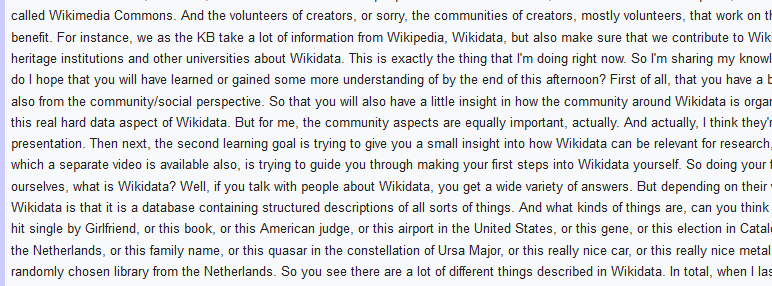 called Wikimedia Commons. And the volunteers of creators, or sorry, the communities of creators, mostly volunteers, that work on th
benefit. For instance, we as the KB take a lot of information from Wikipedia, Wikidata, but also make sure that we contribute to Wik
heritage institutions and other universities about Wikidata. This is exactly the thing that I'm doing right now. So I'm sharing my knowl
do I hope that you will have learned or gained some more understanding of by the end of this afternoon? First of all, that you have a b
also from the community/social perspective. So that you will also have a little insight in how the community around Wikidata is orga
this real hard data aspect of Wikidata. But for me, the community aspects are equally important, actually. And actually, I think they'r
presentation. Then next, the second learning goal is trying to give you a small insight into how Wikidata can be relevant for research,
which a separate video is available also, is trying to guide you through making your first steps into Wikidata yourself. So doing your f
ourselves, what is Wikidata? Well, if you talk with people about Wikidata, you get a wide variety of answers. But depending on their
Wikidata is that it is a database containing structured descriptions of all sorts of things. And what kinds of things are, can you think
hit single by Girlfriend, or this book, or this American judge, or this airport in the United States, or this gene, or this election in Catal
the Netherlands, or this family name, or this quasar in the constellation of Ursa Major, or this really nice car, or this really nice metal
randomly chosen library from the Netherlands. So you see there are a lot of different things described in Wikidata. In total, when I las